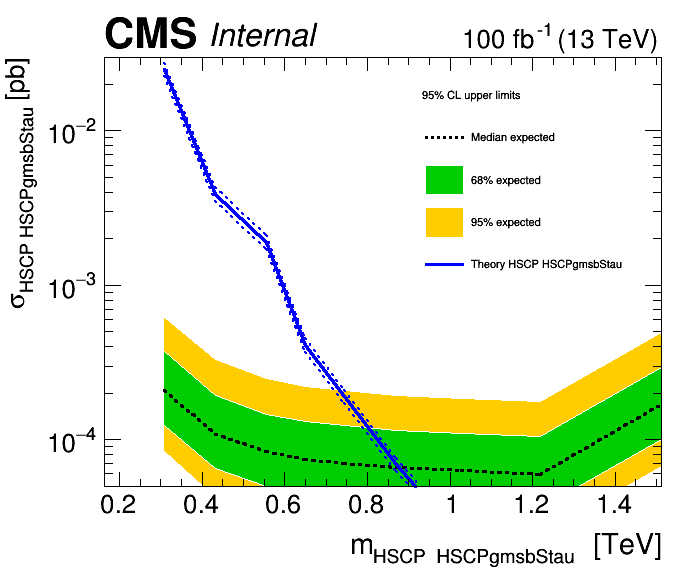 CMS Internal 100 fb⁻¹ (13 TeV)
σHSCP HSCPgmsbStau [pb]
95% CL upper limits
Median expected
68% expected
95% expected
Theory HSCP HSCPgmsbStau
10⁻²
10⁻³
10⁻⁴
0.2 0.4 0.6 0.8 1 1.2 1.4
mHSCP HSCPgmsbStau [TeV]